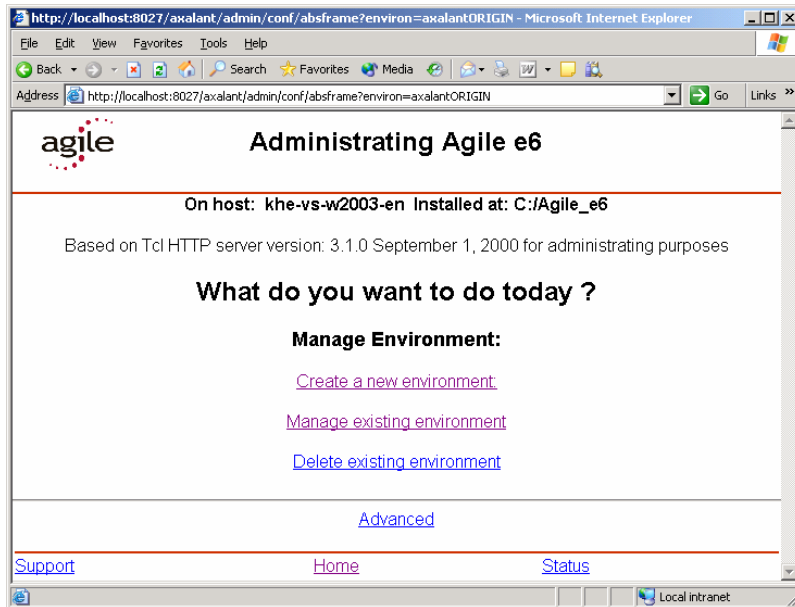 http://localhost:8027/axalant/admin/conf/absframe?environ=axalantORIGIN - Microsoft Internet Explorer
File Edit View Favorites Tools Help
Back Search Favorites Media
Address http://localhost:8027/axalant/admin/conf/absframe?environ=axalantORIGIN Go Links »
agile Administrating Agile e6
On host: khe-vs-w2003-en Installed at: C:/Agile_e6
Based on Tcl HTTP server version: 3.1.0 September 1, 2000 for administrating purposes
What do you want to do today ?
Manage Environment:
Create a new environment:
Manage existing environment
Delete existing environment
Advanced
Support Home Status
Local intranet